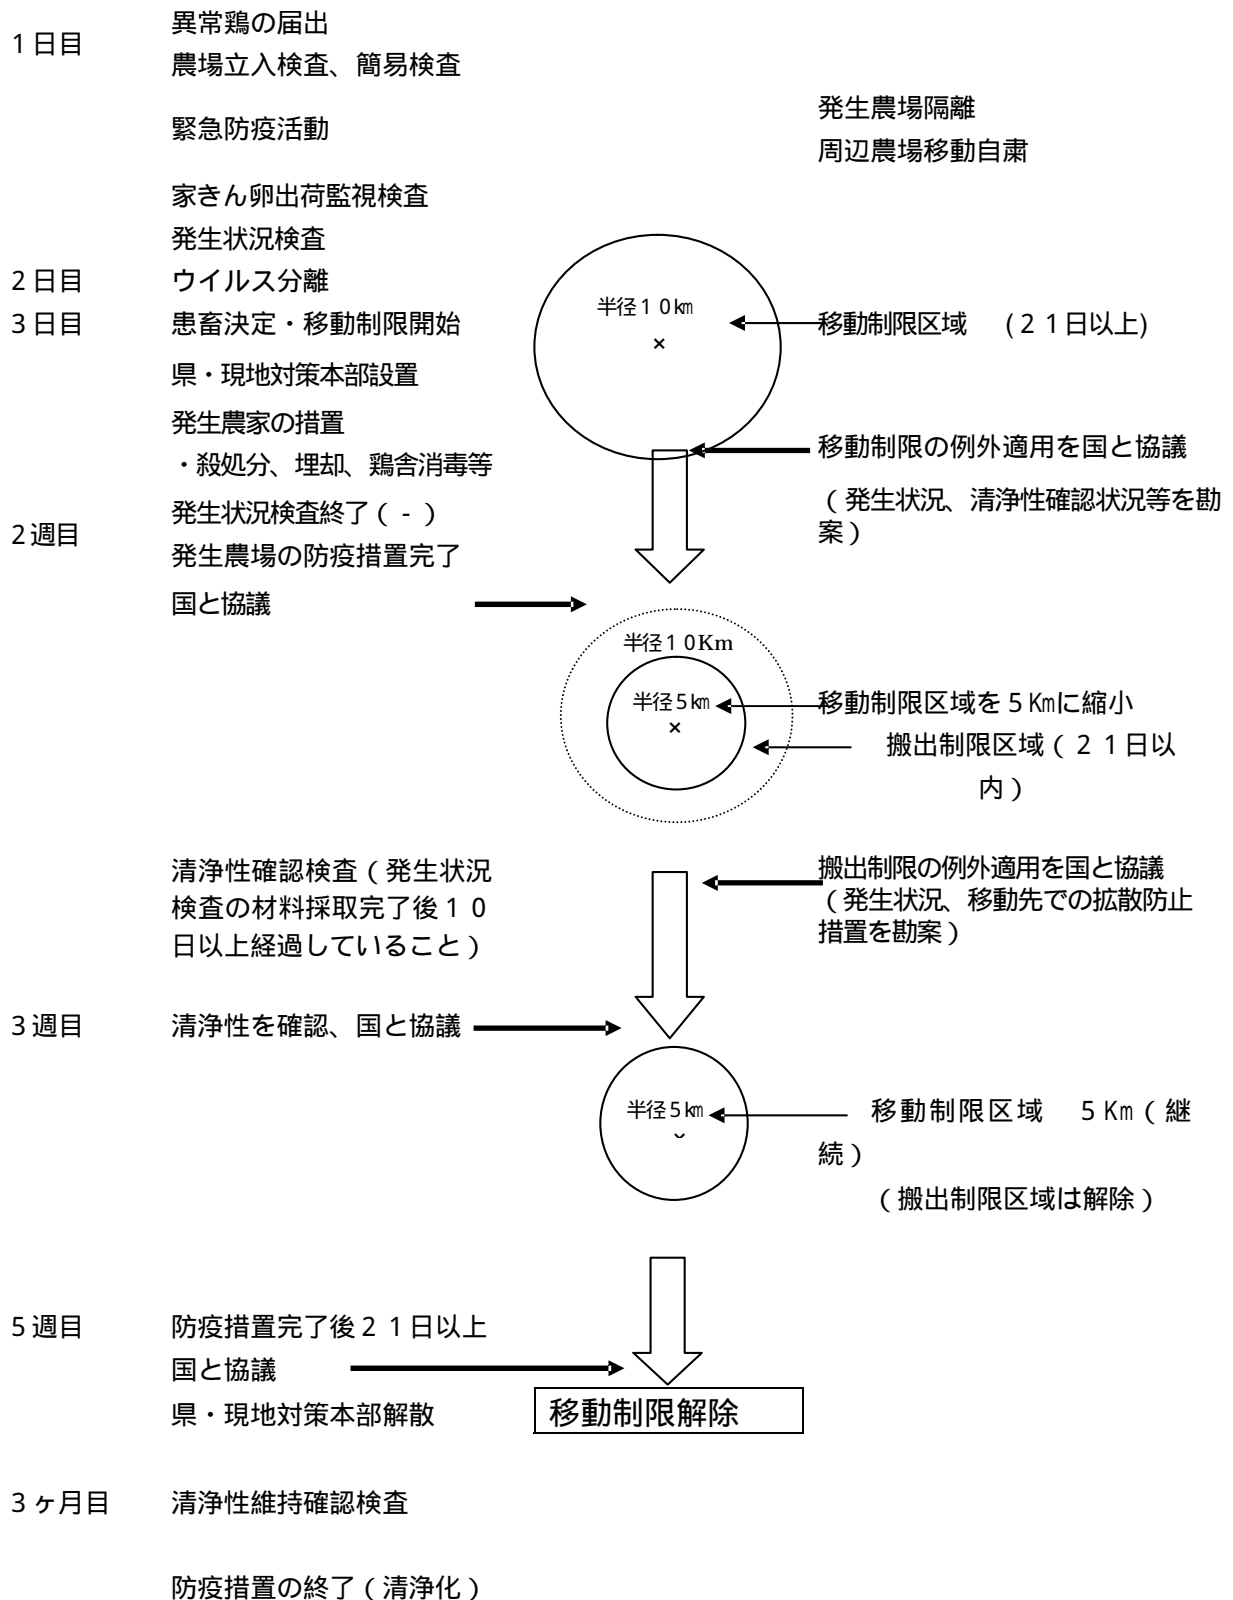 異常鶏の届出
1日目
農場立入検査、簡易検査
発生農場隔離
緊急防疫活動
周辺農場移動自粛
家きん卵出荷監視検査
発生状況検査
2日目 ウイルス分離
半径10km
3日目 患畜決定・移動制限開始
移動制限区域 (21日以上)
×
県・現地対策本部設置
発生農家の措置
移動制限の例外適用を国と協議
・殺処分、埋却、鶏舎消毒等
(発生状況、清浄性確認状況等を勘
案)
発生状況検査終了(-)
2週目
発生農場の防疫措置完了
国と協議
半径10Km
半径5km
移動制限区域を5Kmに縮小
×
搬出制限区域(21日以
内)
清浄性確認検査(発生状況
検査の材料採取完了後10
日以上経過していること)
搬出制限の例外適用を国と協議
(発生状況、移動先での拡散防止
措置を勘案)
3週目 清浄性を確認、国と協議
半径5km
移動制限区域 5Km(継
続)
(搬出制限区域は解除)
5週目 防疫措置完了後21日以上
国と協議
県・現地対策本部解散
移動制限解除
3ヶ月目 清浄性維持確認検査
防疫措置の終了(清浄化)